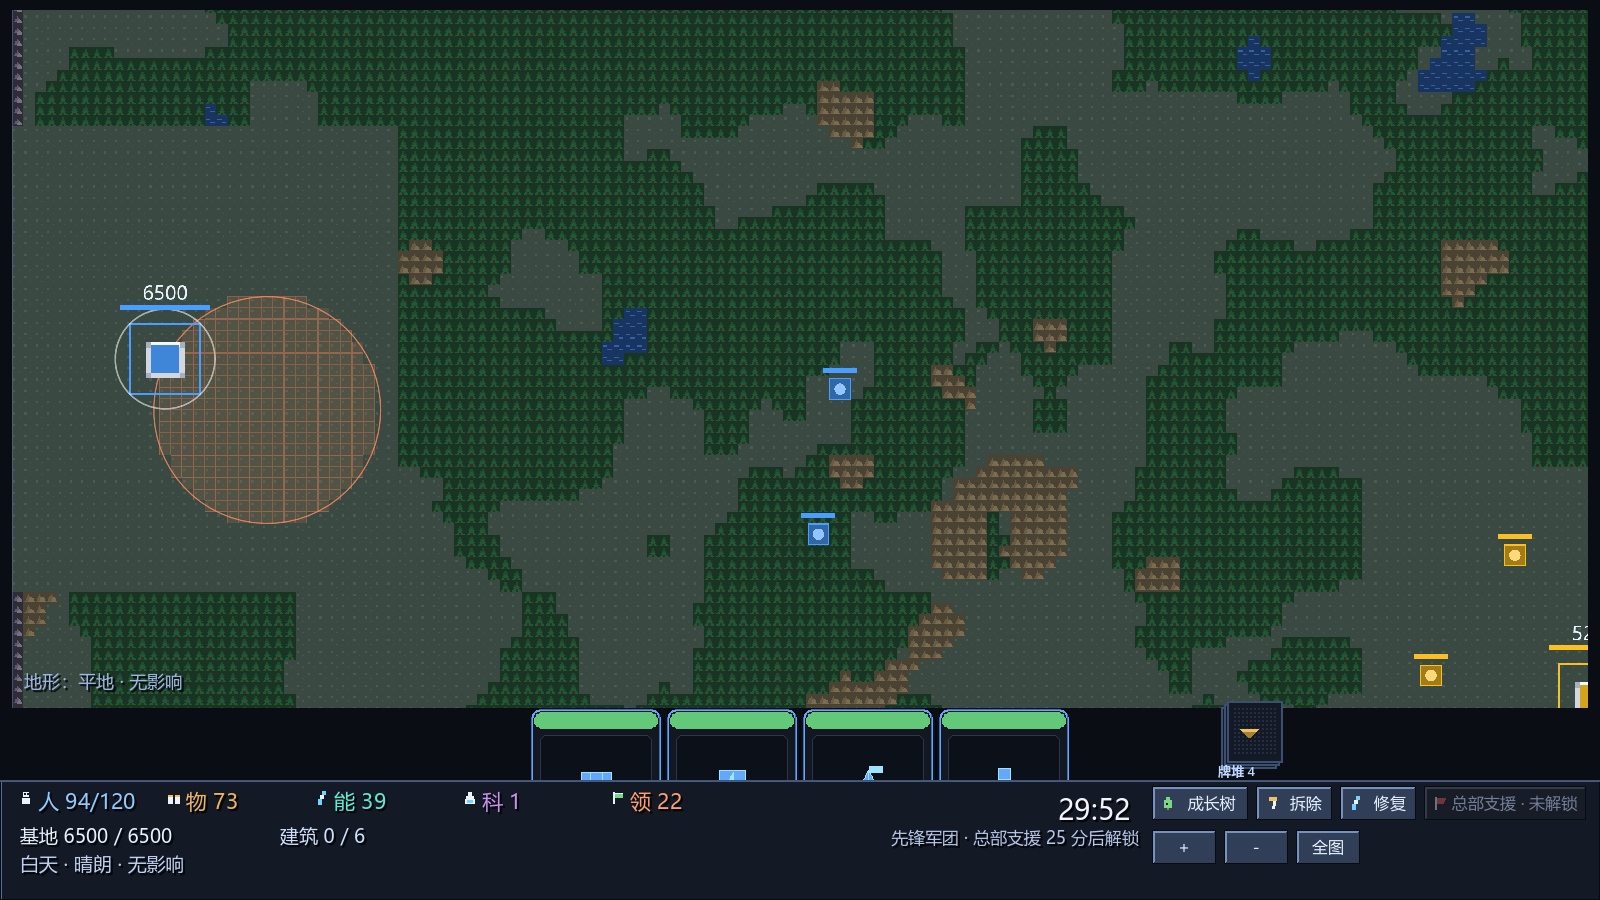 6500
52
地形：平地 · 无影响
牌堆 4
人 94/120 物 73 能 39 科 1 领 22
基地 6500 / 6500 建筑 0 / 6
白天 · 晴朗 · 无影响
29:52
先锋军团 · 总部支援 25 分后解锁
成长树 拆除 修复 总部支援 · 未解锁
+ - 全图